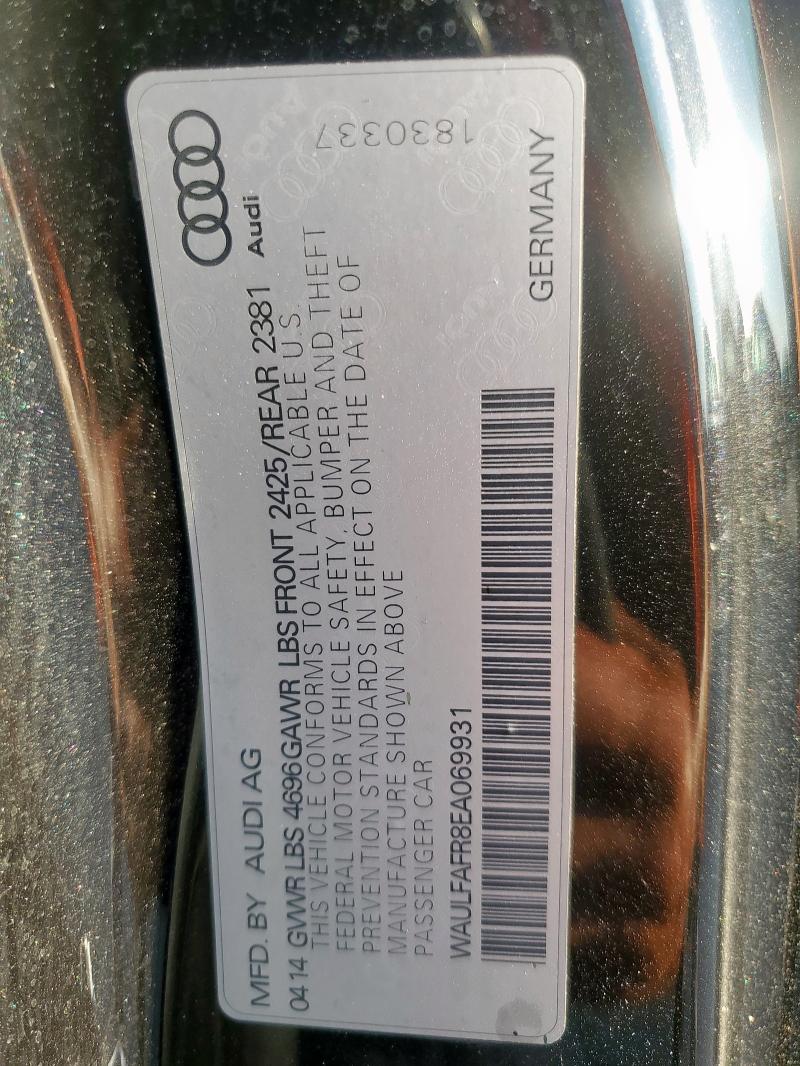 MFD. BY AUDI AG
0414 GVWR LBS 4696 GAWR LBS FRONT 2425/REAR 2381
Audi
THIS VEHICLE CONFORMS TO ALL APPLICABLE U.S.
FEDERAL MOTOR VEHICLE SAFETY, BUMPER AND THEFT
PREVENTION STANDARDS IN EFFECT ON THE DATE OF
MANUFACTURE SHOWN ABOVE
PASSENGER CAR
1830337
WAULFAFR8EA069931
GERMANY